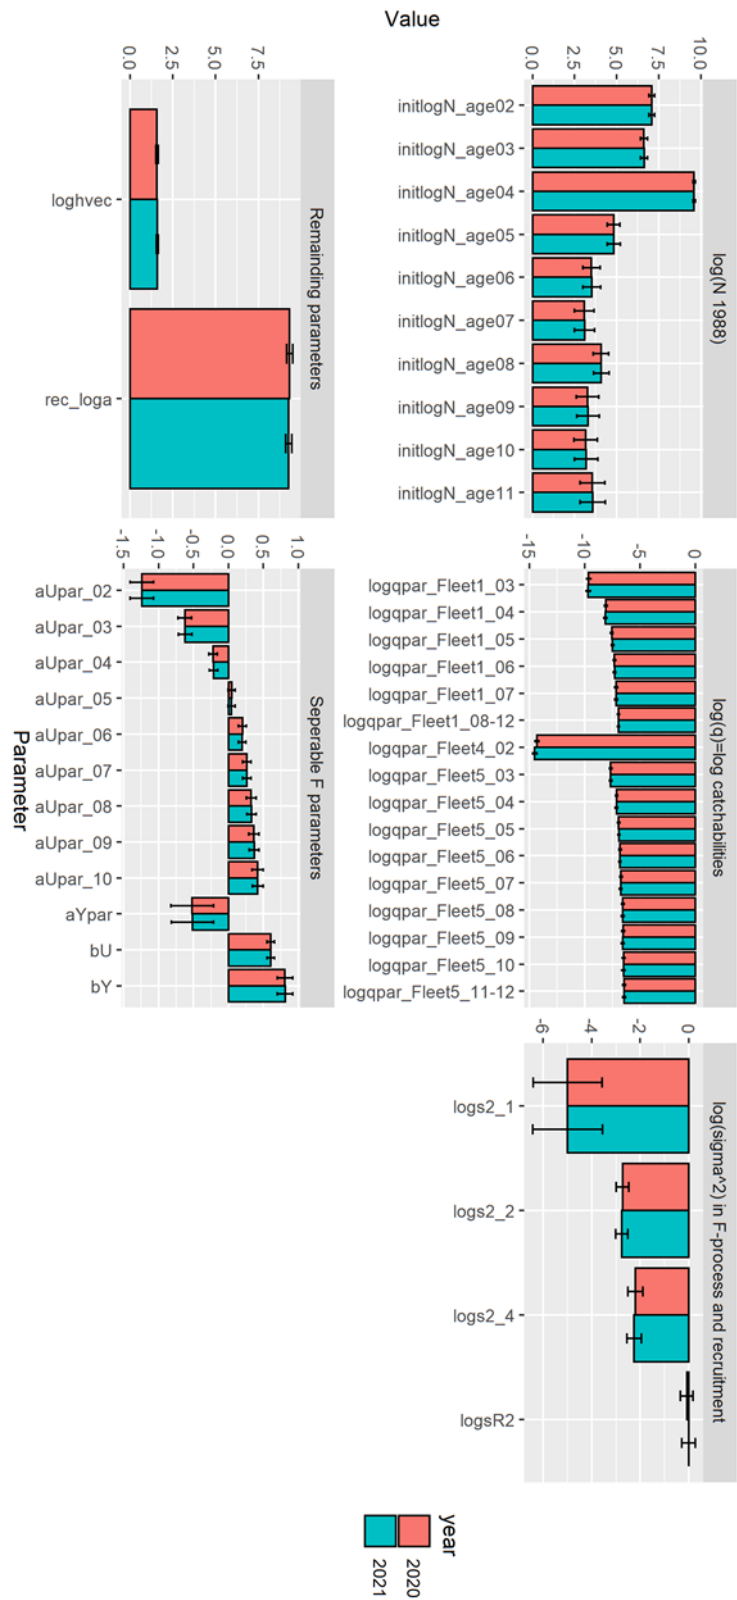 Value
log(N 1988)
0.0
2.5
5.0
7.5
10.0
initlogN_age02
initlogN_age03
initlogN_age04
initlogN_age05
initlogN_age06
initlogN_age07
initlogN_age08
initlogN_age09
initlogN_age10
initlogN_age11
log(q)=log catchabilities
-15
-10
-5
0
logqpar_Fleet1_03
logqpar_Fleet1_04
logqpar_Fleet1_05
logqpar_Fleet1_06
logqpar_Fleet1_07
logqpar_Fleet1_08-12
logqpar_Fleet4_02
logqpar_Fleet5_03
logqpar_Fleet5_04
logqpar_Fleet5_05
logqpar_Fleet5_06
logqpar_Fleet5_07
logqpar_Fleet5_08
logqpar_Fleet5_09
logqpar_Fleet5_10
logqpar_Fleet5_11-12
log(sigma^2) in F-process and recruitment
-6
-4
-2
0
logs2_1
logs2_2
logs2_4
logsR2
Remainding parameters
0.0
2.5
5.0
7.5
loghvec
rec_loga
Seperable F parameters
-1.5
-1.0
-0.5
0.0
0.5
1.0
aUpar_02
aUpar_03
aUpar_04
aUpar_05
aUpar_06
aUpar_07
aUpar_08
aUpar_09
aUpar_10
aYpar
bU
bY
Parameter
year
2020
2021